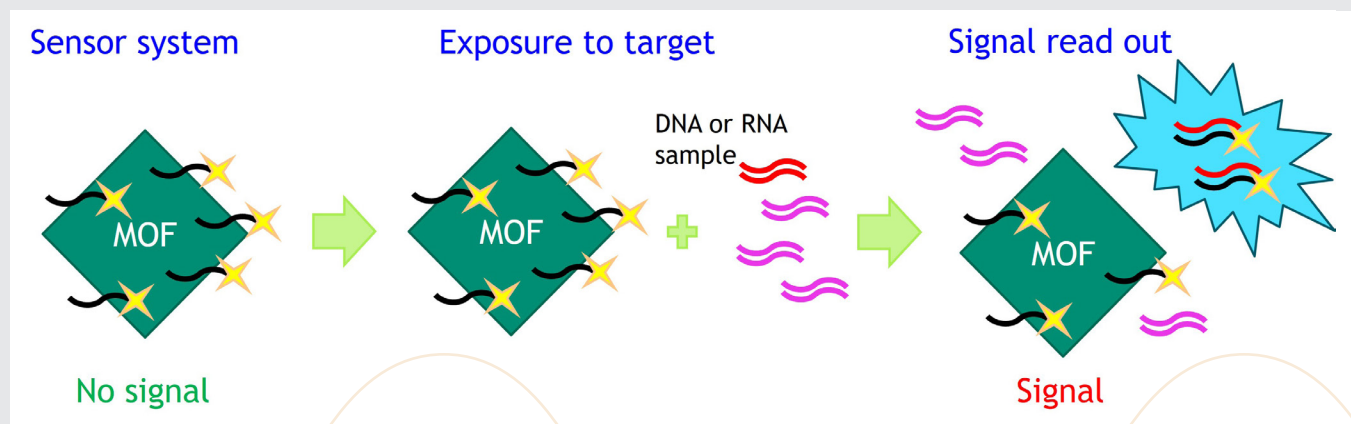 Sensor system
Exposure to target
Signal read out
DNA or RNA
sample
MOF
MOF
MOF
No signal
Signal